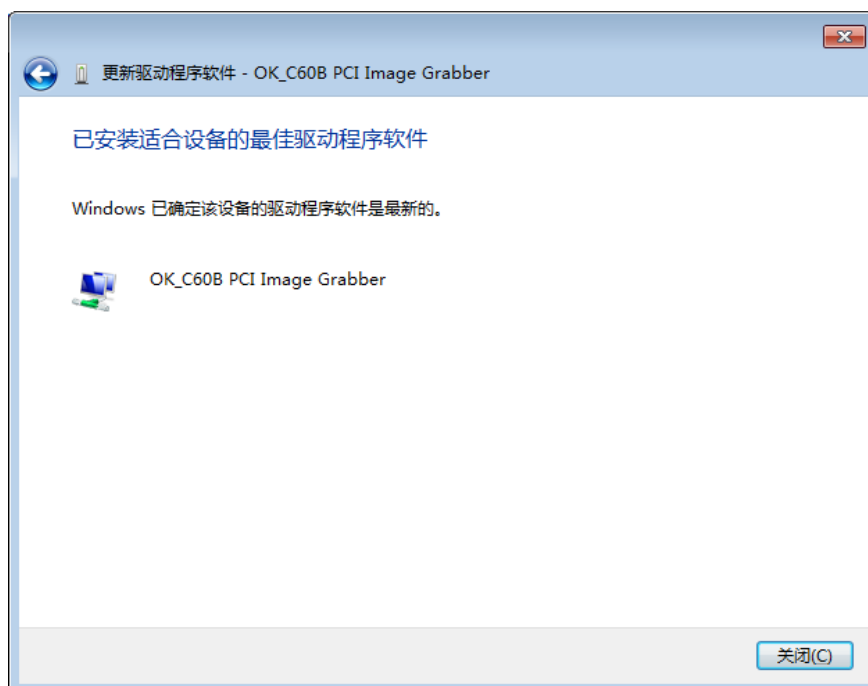 更新驱动程序软件 - OK_C60B PCI Image Grabber
已安装适合设备的最佳驱动程序软件
Windows 已确定该设备的驱动程序软件是最新的。
OK_C60B PCI Image Grabber
关闭(C)